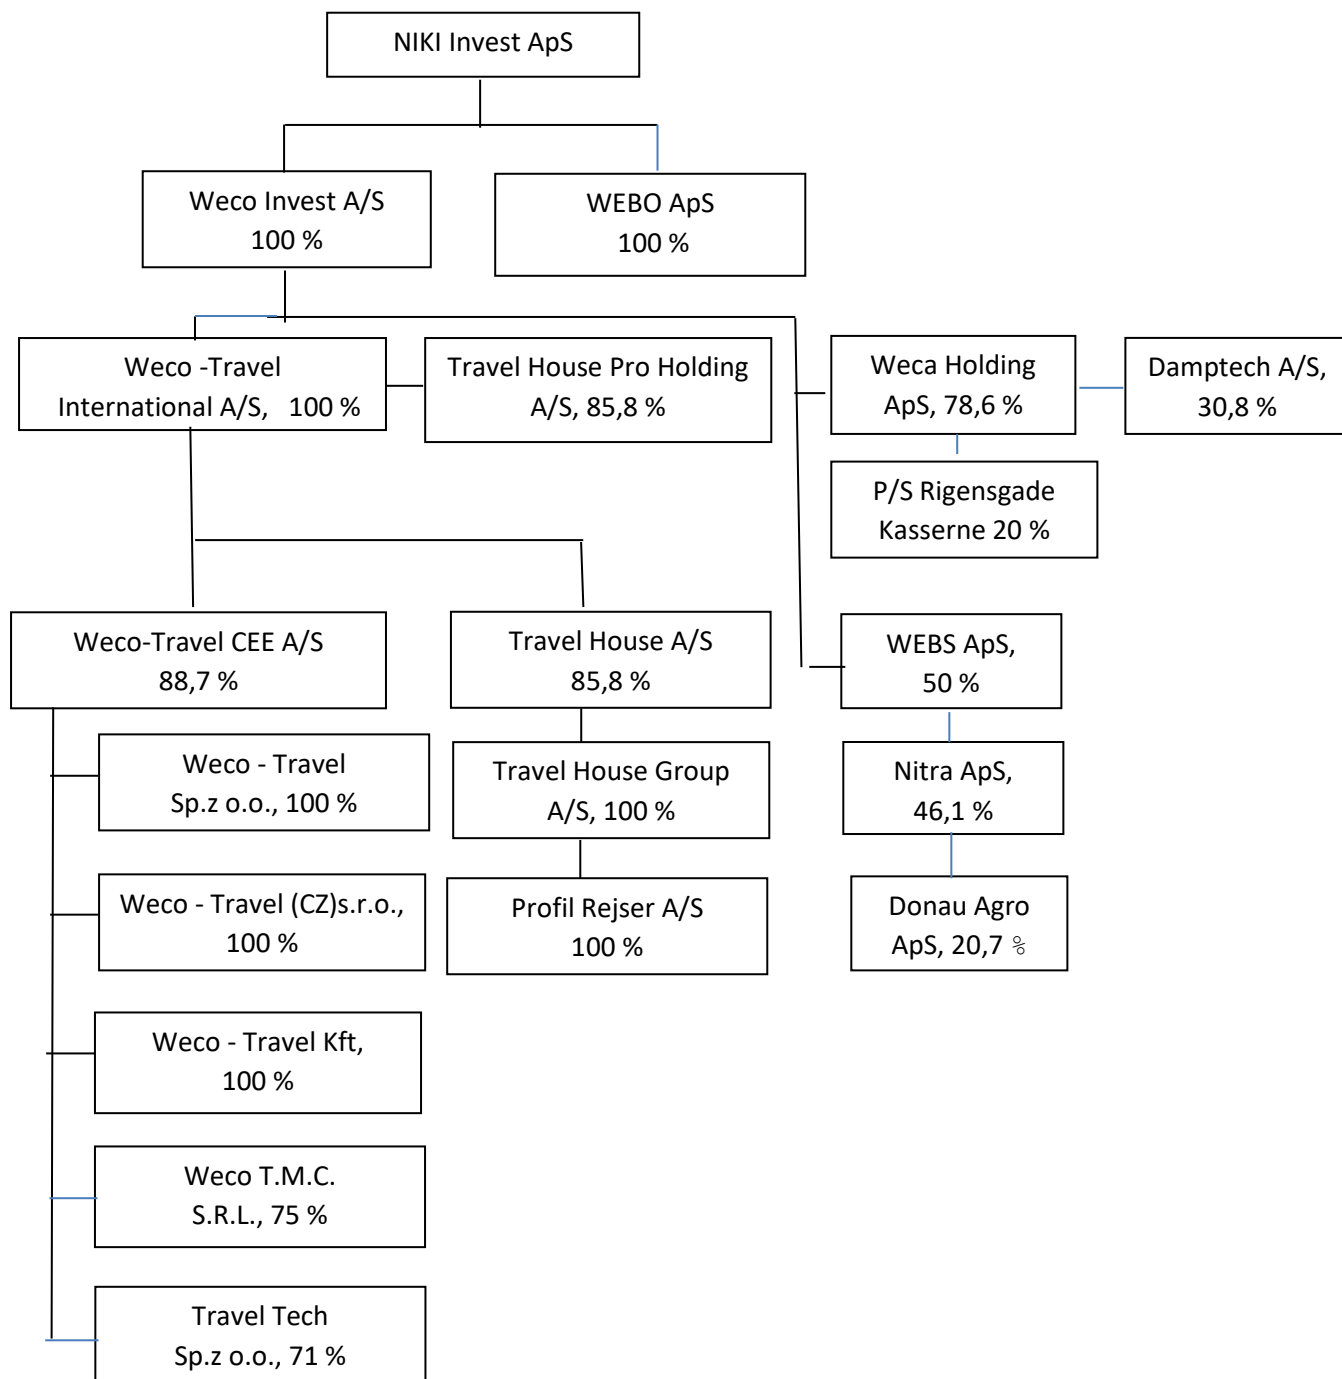 NIKI Invest ApS
Weco Invest A/S
100 %
WEBO ApS
100 %
Weco -Travel
International A/S, 100 %
Travel House Pro Holding
A/S, 85,8 %
Weca Holding
ApS, 78,6 %
Damptech A/S,
30,8 %
P/S Rigensgade
Kasserne 20 %
Weco-Travel CEE A/S
88,7 %
Travel House A/S
85,8 %
WEBS ApS,
50 %
Weco - Travel
Sp.z o.o., 100 %
Travel House Group
A/S, 100 %
Nitra ApS,
46,1 %
Weco - Travel (CZ)s.r.o.,
100 %
Profil Rejser A/S
100 %
Donau Agro
ApS, 20,7 %
Weco - Travel Kft,
100 %
Weco T.M.C.
S.R.L., 75 %
Travel Tech
Sp.z o.o., 71 %